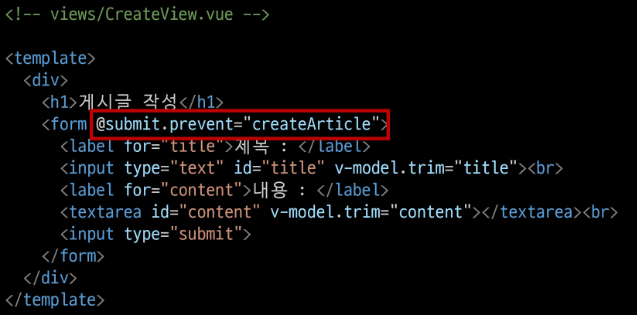 <!-- views/CreateView.vue -->
<template>
<div>
<h1>게시글 작성</h1>
<form @submit.prevent="createArticle">
<label for="title">제목 : </label>
<input type="text" id="title" v-model.trim="title"><br>
<label for="content">내용 : </label>
<textarea id="content" v-model.trim="content"></textarea><br>
<input type="submit">
</form>
</div>
</template>